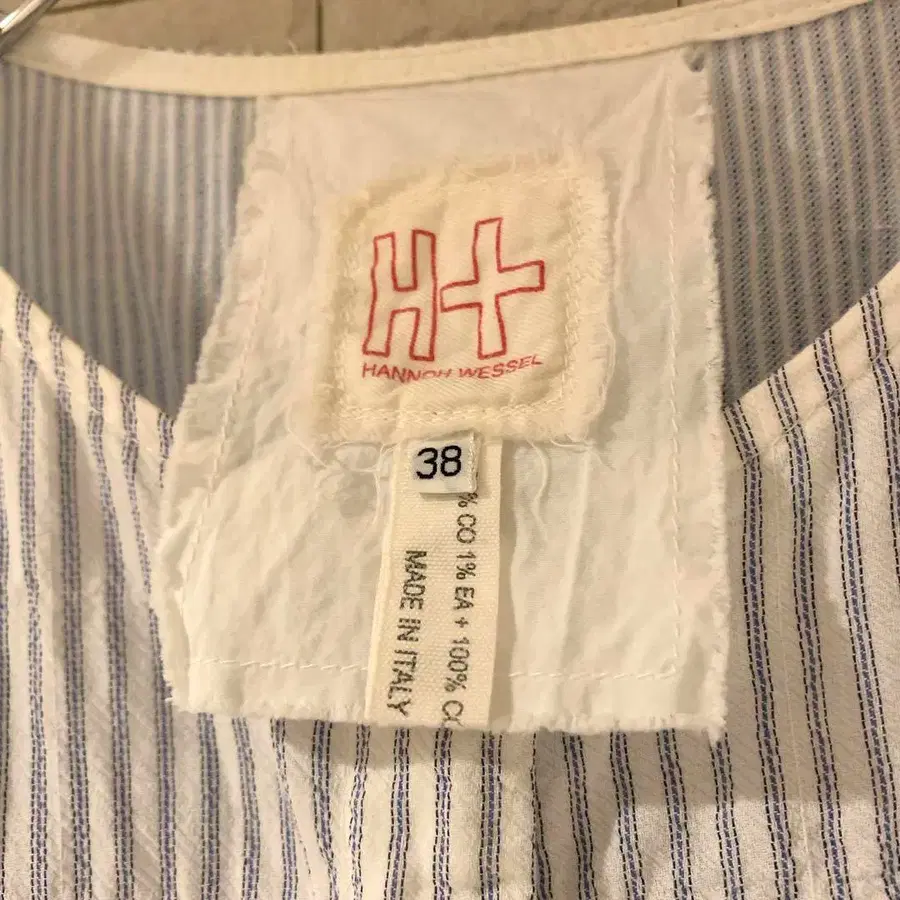 H+
HANNOH WESSEL
38
% CO 1% EA + 100% CO
MADE IN ITALY